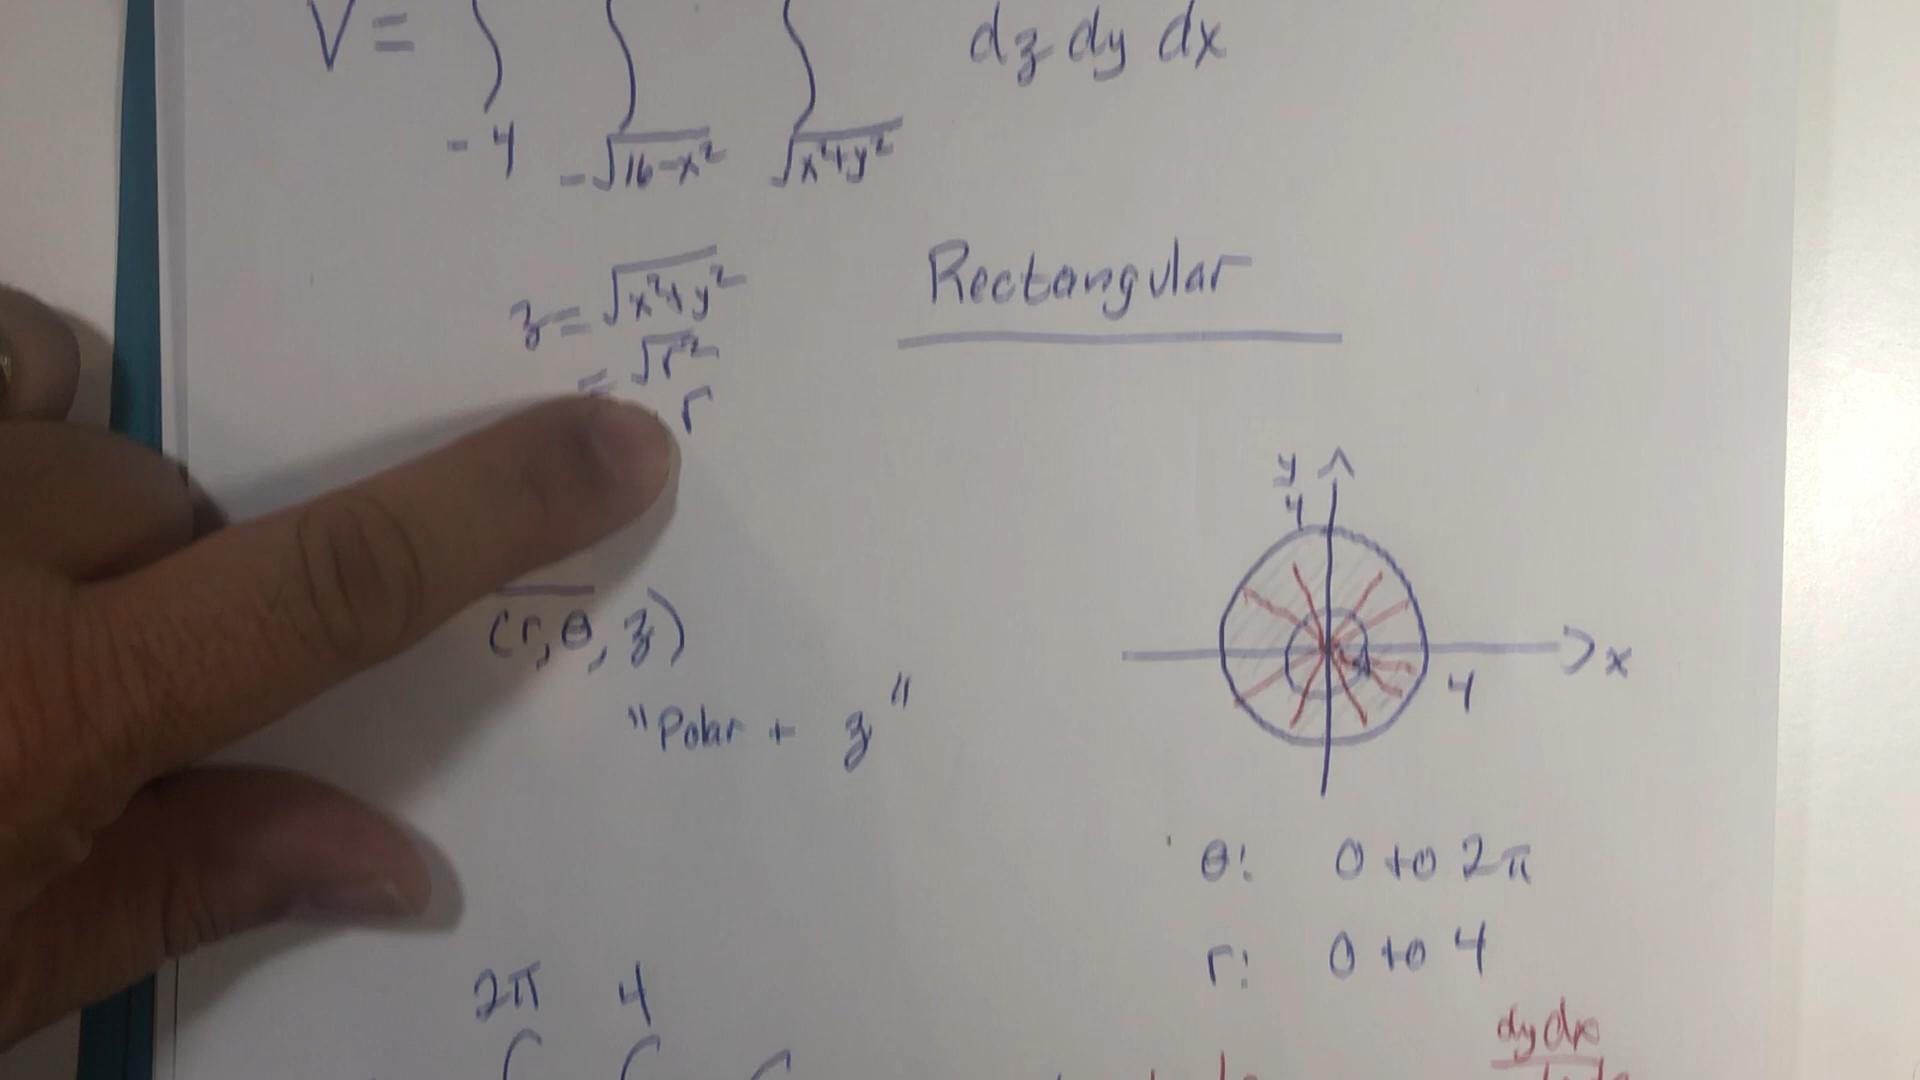 V = ∫ ∫ ∫ dz dy dx
-4 -√16-x² √x²+y²
z = √x²+y²
= √r²
r
Rectangular
(r, θ, z)
"Polar + z"
y
4
x
4
θ: 0 to 2π
r: 0 to 4
2π 4
dy dx